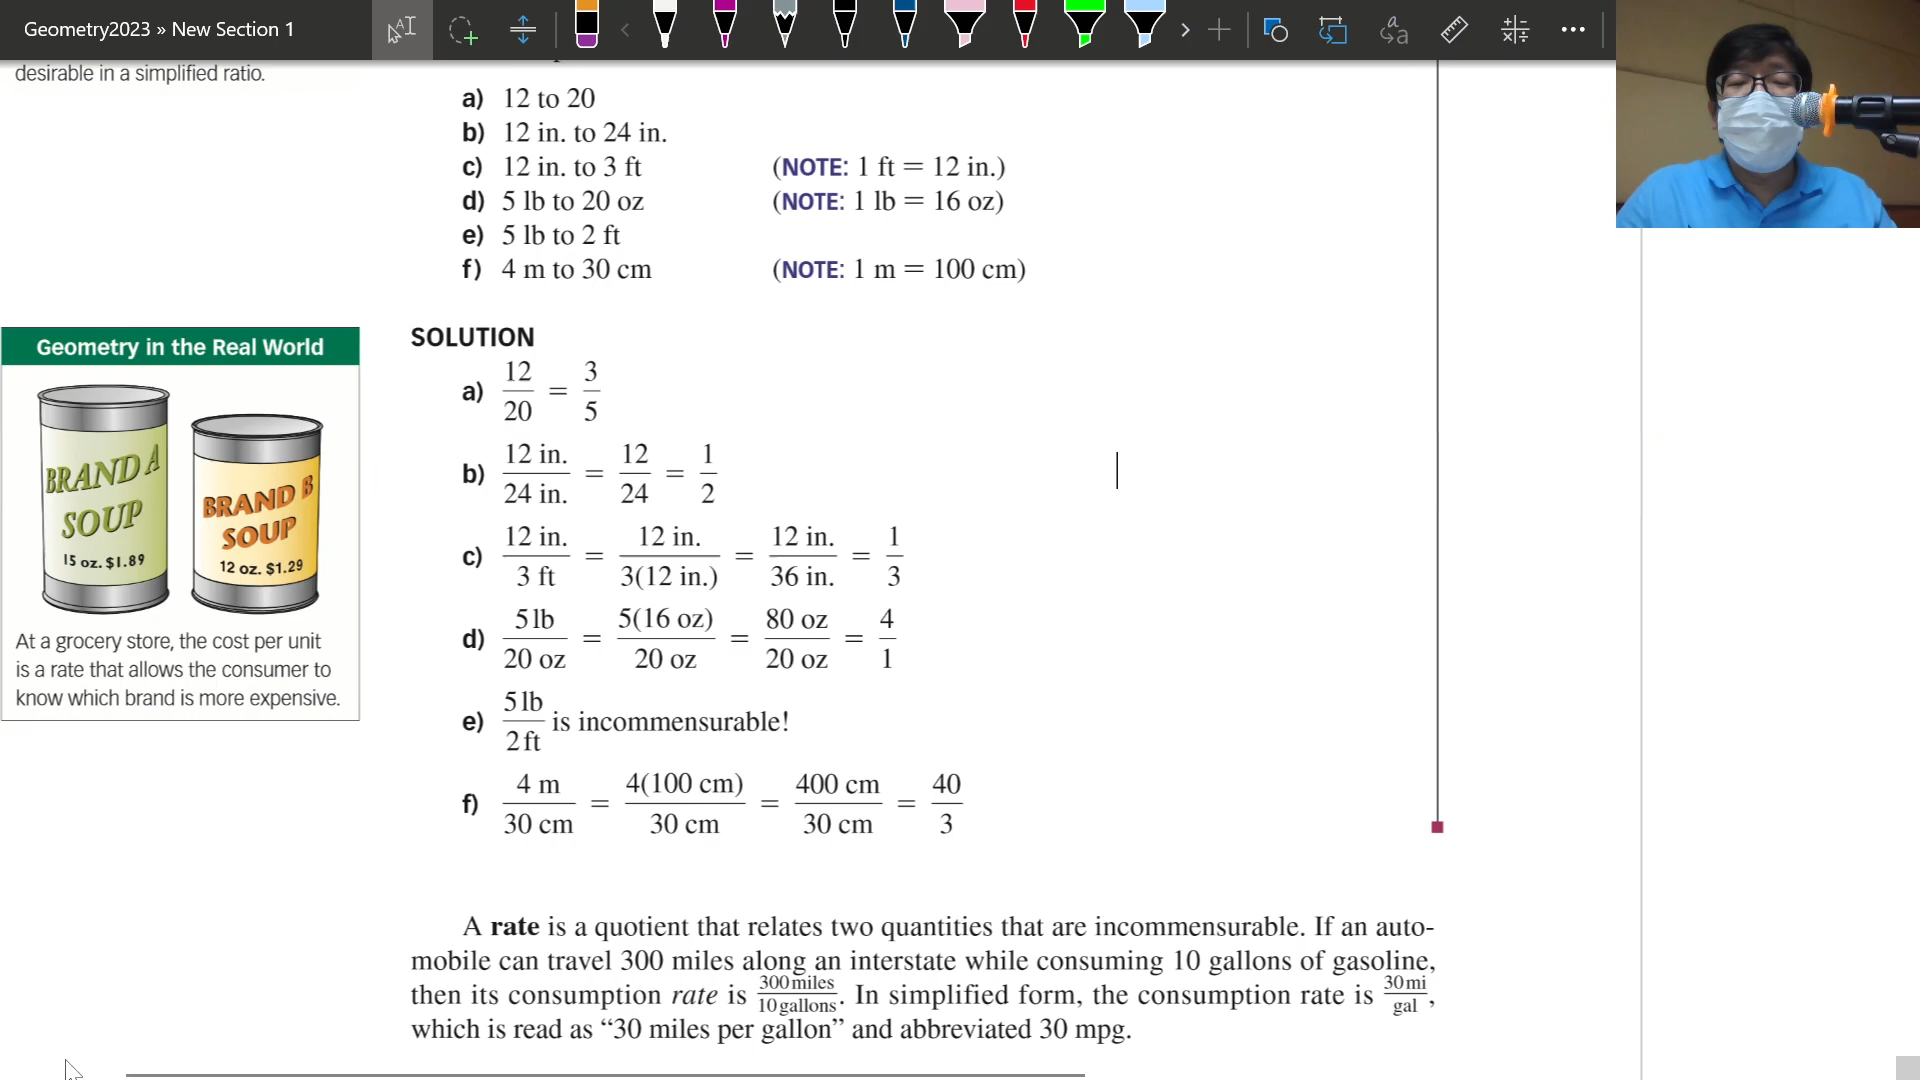 Geometry2023 » New Section 1
desirable in a simplified ratio.
a) 12 to 20
b) 12 in. to 24 in.
c) 12 in. to 3 ft (NOTE: 1 ft = 12 in.)
d) 5 lb to 20 oz (NOTE: 1 lb = 16 oz)
e) 5 lb to 2 ft
f) 4 m to 30 cm (NOTE: 1 m = 100 cm)
Geometry in the Real World
BRAND A
SOUP
15 oz. $1.89
BRAND B
SOUP
12 oz. $1.29
At a grocery store, the cost per unit
is a rate that allows the consumer to
know which brand is more expensive.
SOLUTION
a) 12/20 = 3/5
b) 12 in./24 in. = 12/24 = 1/2
c) 12 in./3 ft = 12 in./3(12 in.) = 12 in./36 in. = 1/3
d) 5 lb/20 oz = 5(16 oz)/20 oz = 80 oz/20 oz = 4/1
e) 5 lb/2 ft is incommensurable!
f) 4 m/30 cm = 4(100 cm)/30 cm = 400 cm/30 cm = 40/3
A rate is a quotient that relates two quantities that are incommensurable. If an auto-
mobile can travel 300 miles along an interstate while consuming 10 gallons of gasoline,
then its consumption rate is 300 miles/10 gallons. In simplified form, the consumption rate is 30 mi/gal,
which is read as “30 miles per gallon” and abbreviated 30 mpg.